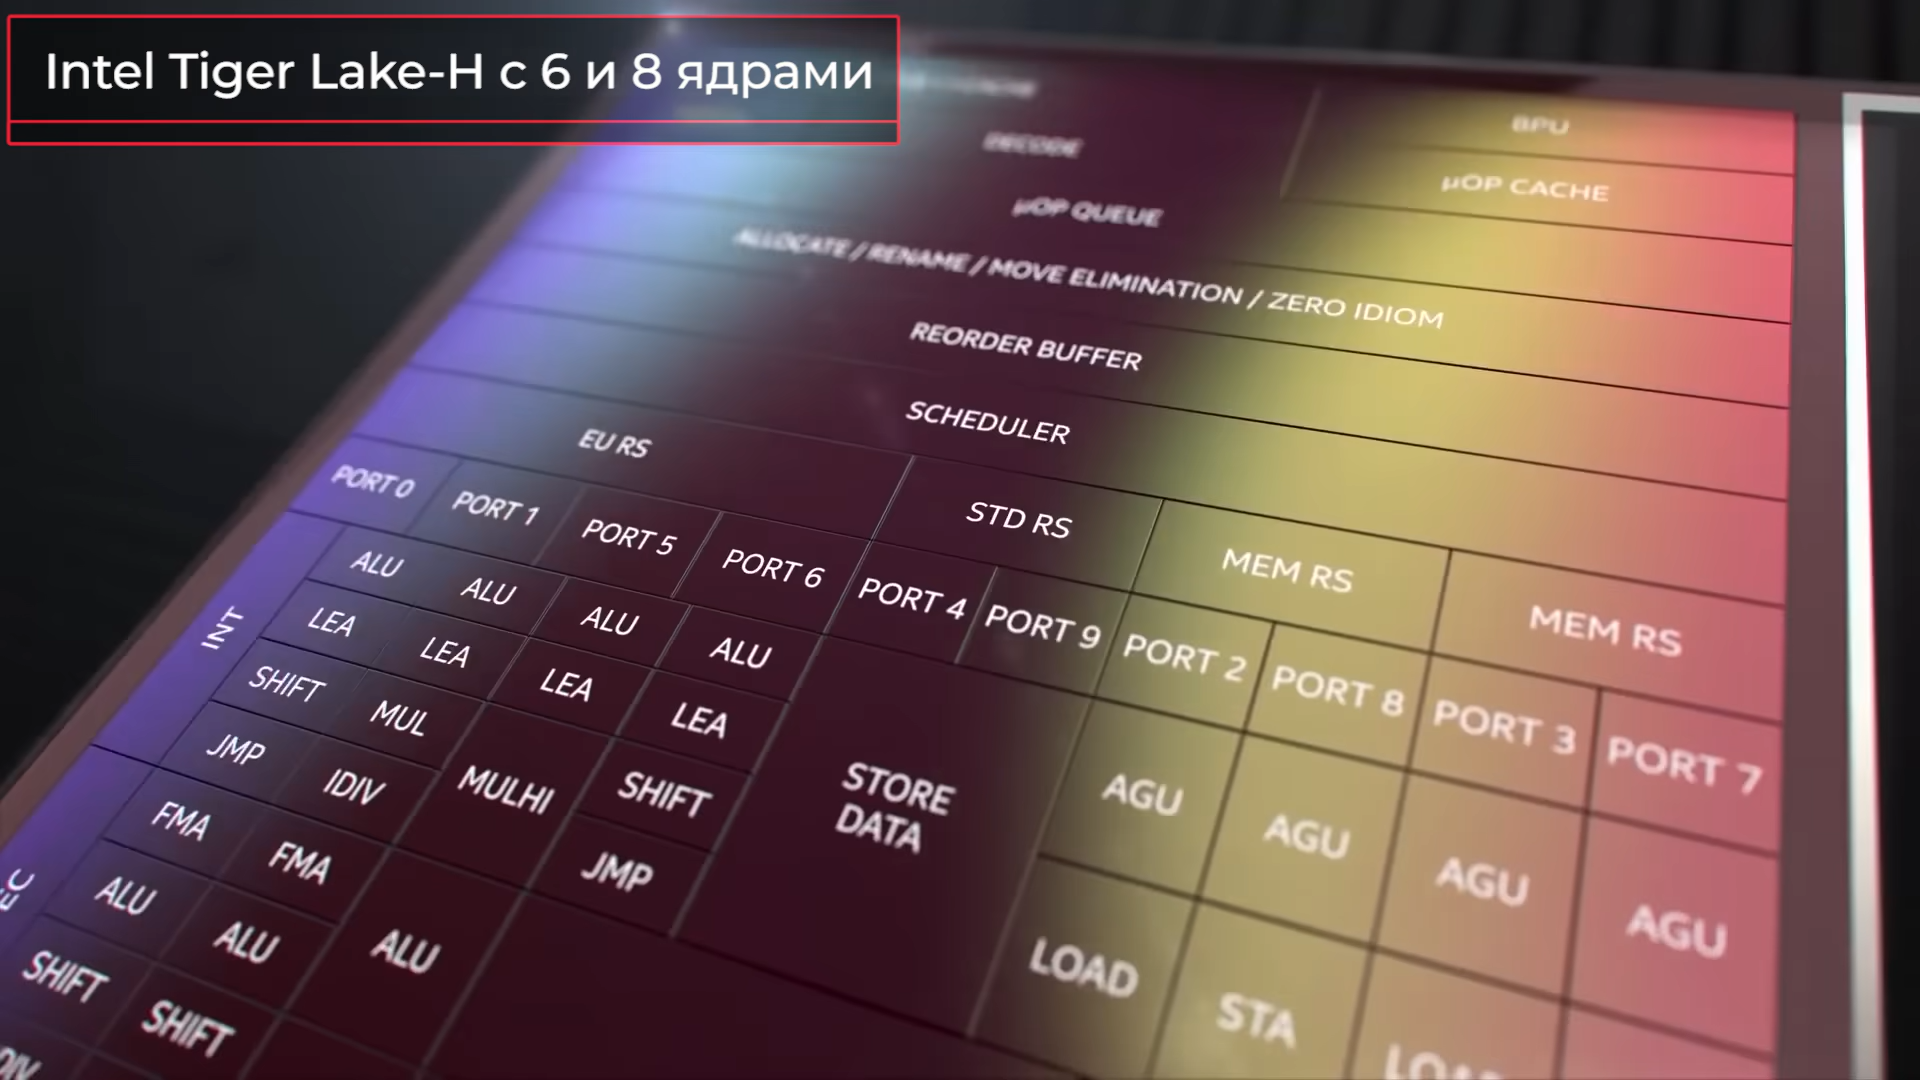 Intel Tiger Lake-H с 6 и 8 ядрами
BPU
DECODE
μOP CACHE
μOP QUEUE
ALLOCATE / RENAME / MOVE ELIMINATION / ZERO IDIOM
REORDER BUFFER
SCHEDULER
EU RS
STD RS
MEM RS
MEM RS
PORT 0
PORT 1
PORT 5
PORT 6
PORT 4
PORT 9
PORT 2
PORT 8
PORT 3
PORT 7
INT
ALU
ALU
ALU
ALU
LEA
LEA
LEA
LEA
SHIFT
MUL
MULHI
SHIFT
JMP
IDIV
JMP
STORE
DATA
AGU
AGU
AGU
AGU
FMA
FMA
ALU
ALU
ALU
LOAD
STA
SHIFT
SHIFT